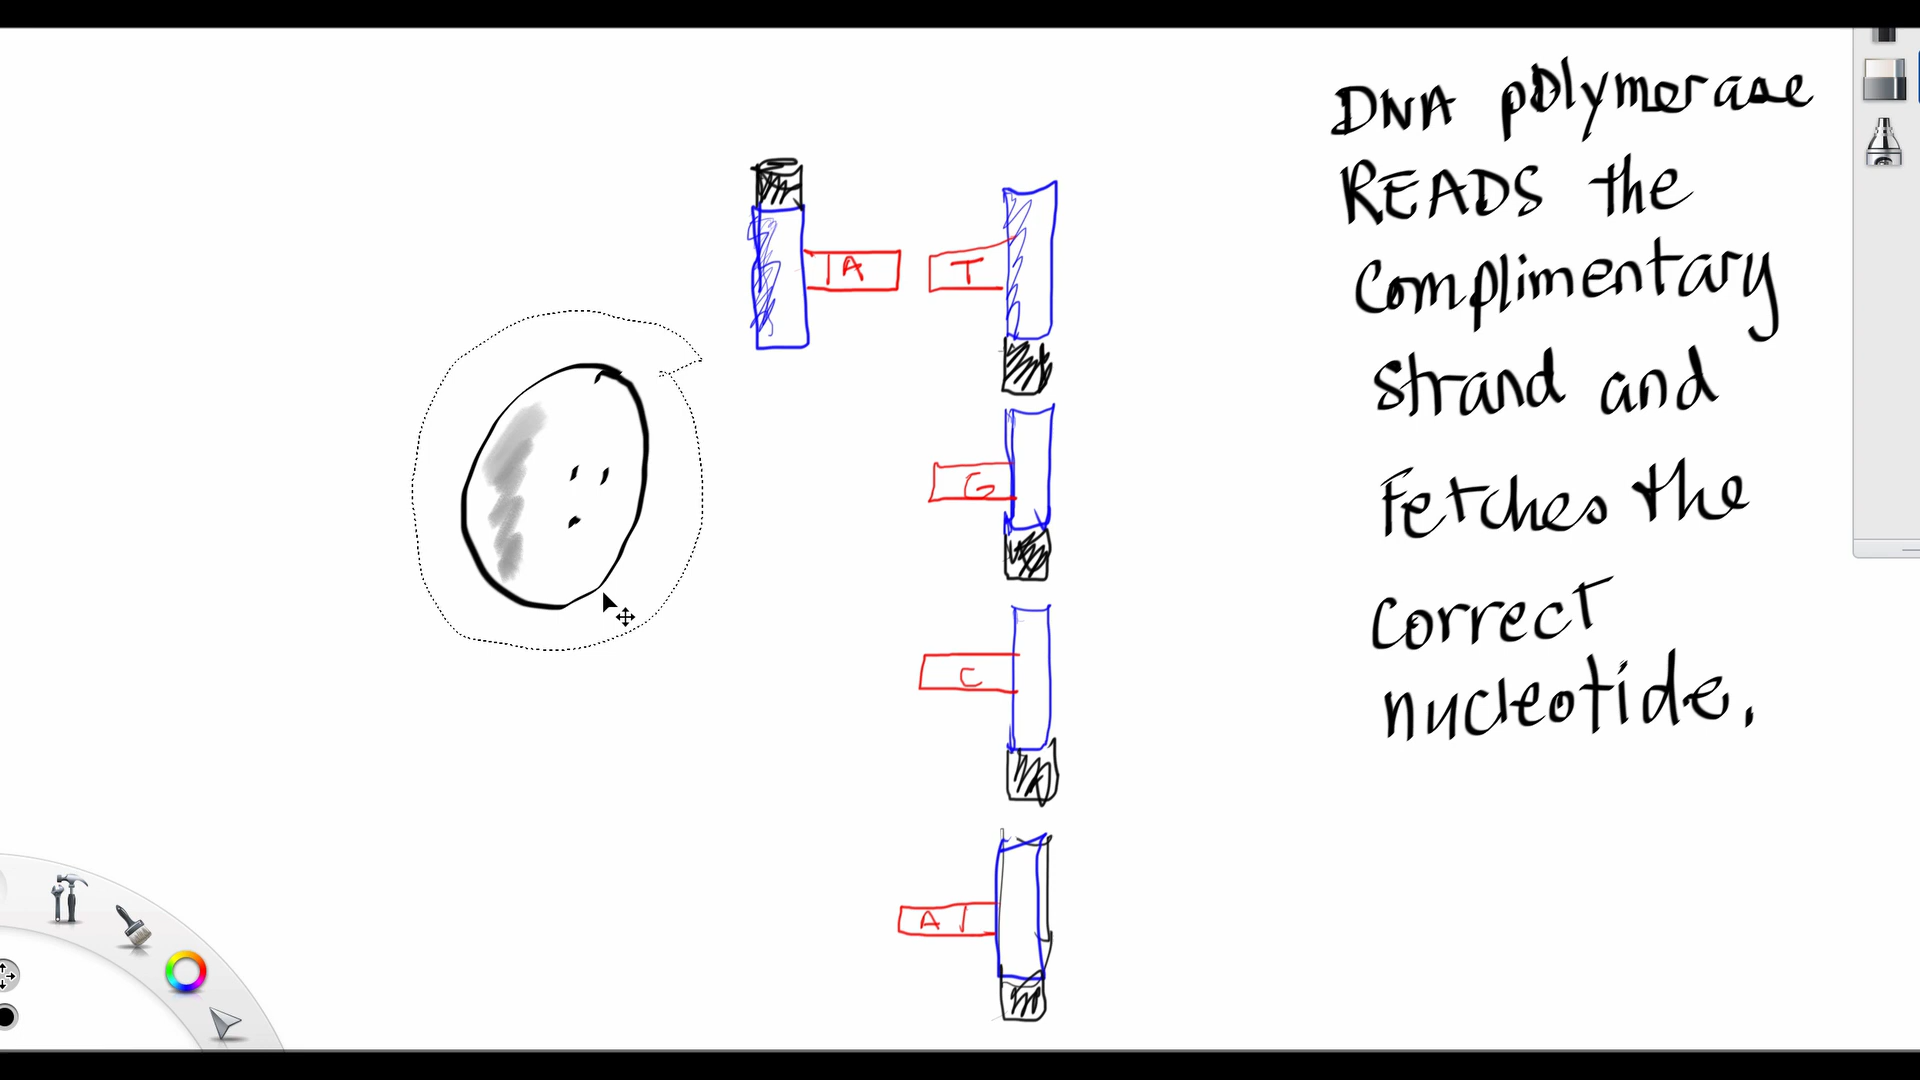 DNA polymerase
READS the
Complimentary
Strand and
Fetches the
Correct
nucleotide.
A
T
G
C
A